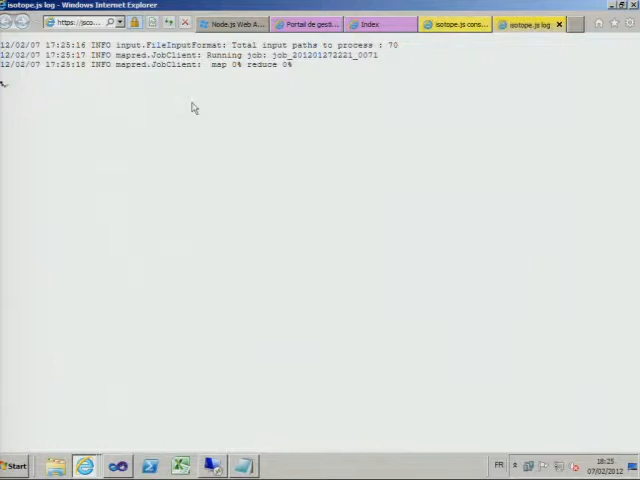 isotope.js log - Windows Internet Explorer
https://jsco...
Node.js Web A...
Portail de gesti...
Index
isotope.js cons...
isotope.js log
12/02/07 17:25:16 INFO input.FileInputFormat: Total input paths to process : 70
12/02/07 17:25:17 INFO mapred.JobClient: Running job: job_201201272221_0071
12/02/07 17:25:18 INFO mapred.JobClient:  map 0% reduce 0%
Start
FR
18:25
07/02/2012